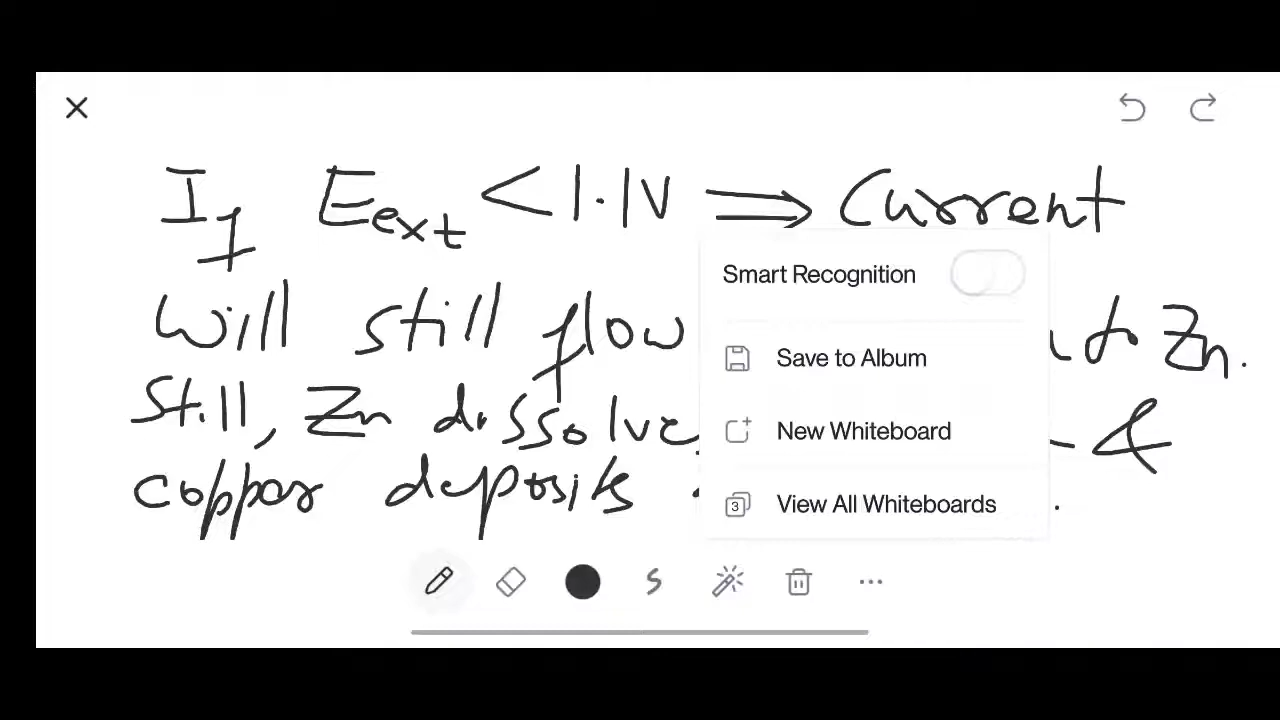 If Eext < 1.1V ⇒ Current
Smart Recognition
will still flow Zn.
Save to Album
Still, Zn dissolve &
New Whiteboard
copper deposits
3 View All Whiteboards
S